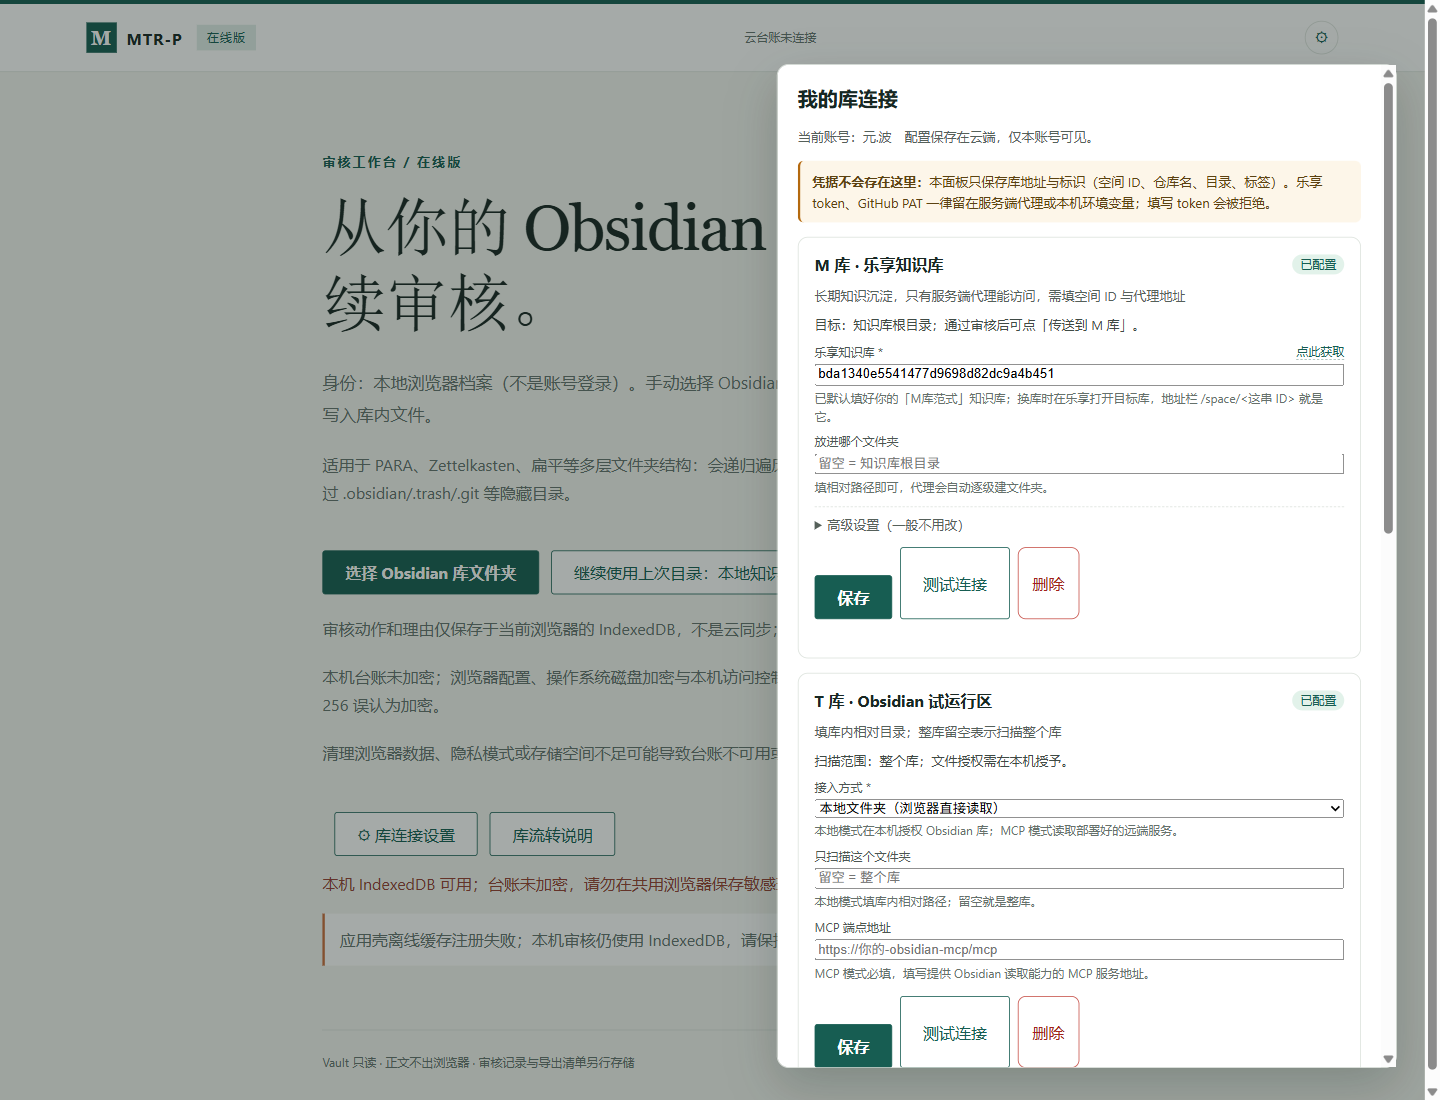 M MTR-P 在线版 云台账未连接
审核工作台 / 在线版
从你的 Obsidian
续审核。
身份：本地浏览器档案（不是账号登录）。手动选择 Obsidian
写入库内文件。
适用于 PARA、Zettelkasten、扁平等多层文件夹结构：会递归遍历
过 .obsidian/.trash/.git 等隐藏目录。
选择 Obsidian 库文件夹 继续使用上次目录：本地知识
审核动作和理由仅保存于当前浏览器的 IndexedDB，不是云同步；
本机台账未加密；浏览器配置、操作系统磁盘加密与本机访问控制
256 误认为加密。
清理浏览器数据、隐私模式或存储空间不足可能导致台账不可用或
库连接设置 库流转说明
本机 IndexedDB 可用；台账未加密，请勿在共用浏览器保存敏感
应用壳离线缓存注册失败；本机审核仍使用 IndexedDB，请保持
Vault 只读 · 正文不出浏览器 · 审核记录与导出清单另行存储
我的库连接
当前账号：元.波 配置保存在云端，仅本账号可见。
凭据不会存在这里：本面板只保存库地址与标识（空间 ID、仓库名、目录、标签）。乐享
token、GitHub PAT 一律留在服务端代理或本机环境变量；填写 token 会被拒绝。
M 库 · 乐享知识库 已配置
长期知识沉淀，只有服务端代理能访问，需填空间 ID 与代理地址
目标：知识库根目录；通过审核后可点「传送到 M 库」。
乐享知识库 * 点此获取
bda1340e5541477d9698d82dc9a4b451
已默认填好你的「M库范式」知识库；换库时在乐享打开目标库，地址栏 /space/<这串 ID> 就是
它。
放进哪个文件夹
留空 = 知识库根目录
填相对路径即可，代理会自动逐级建文件夹。
▶ 高级设置（一般不用改）
保存 测试连接 删除
T 库 · Obsidian 试运行区 已配置
填库内相对目录；整库留空表示扫描整个库
扫描范围：整个库；文件授权需在本机授予。
接入方式 *
本地文件夹（浏览器直接读取）
本地模式在本机授权 Obsidian 库；MCP 模式读取部署好的远端服务。
只扫描这个文件夹
留空 = 整个库
本地模式填库内相对路径；留空就是整库。
MCP 端点地址
https://你的-obsidian-mcp/mcp
MCP 模式必填，填写提供 Obsidian 读取能力的 MCP 服务地址。
保存 测试连接 删除